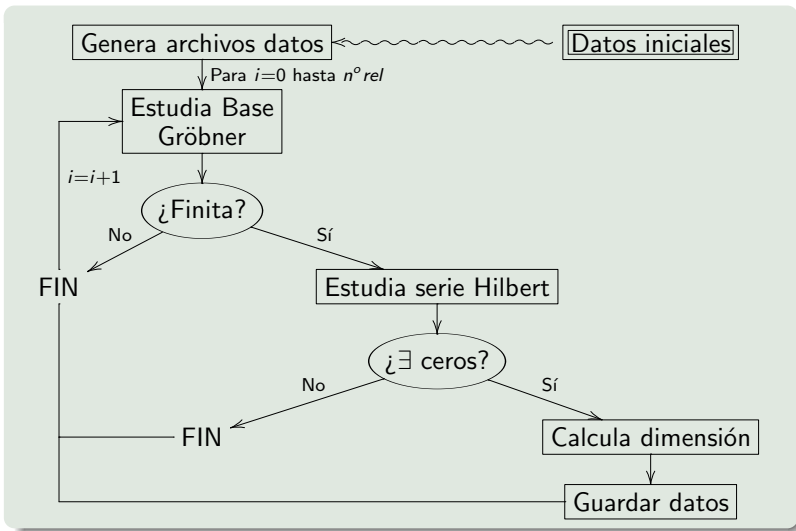 Genera archivos datos
Datos iniciales
Para i=0 hasta nº rel
Estudia Base
Gröbner
i=i+1
¿Finita?
No
Sí
FIN
Estudia serie Hilbert
¿∃ ceros?
No
Sí
FIN
Calcula dimensión
Guardar datos